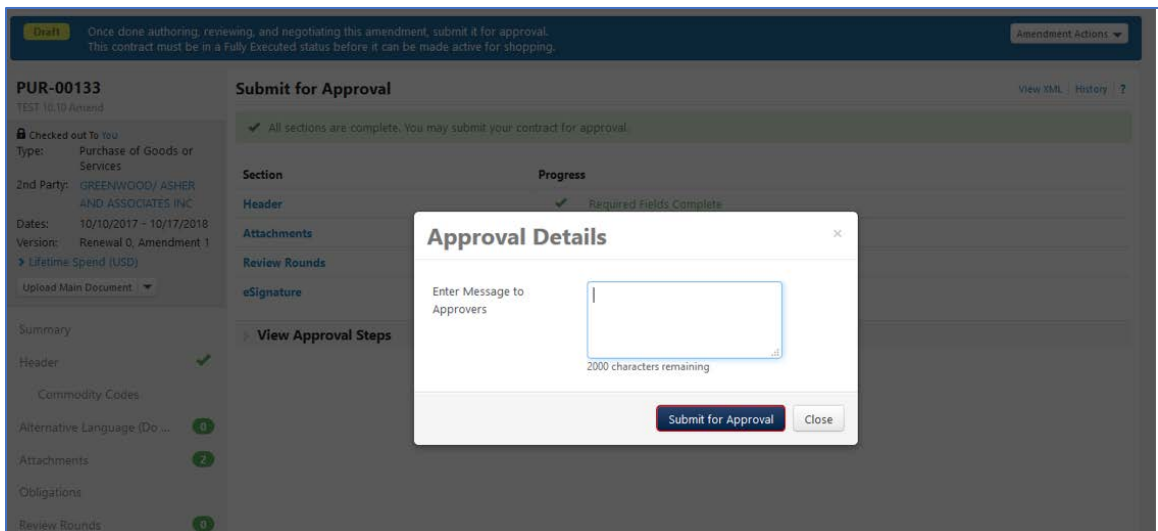 Draft
Once done authoring, reviewing, and negotiating this amendment, submit it for approval.
This contract must be in a Fully Executed status before it can be made active for shopping.
Amendment Actions
PUR-00133
TEST 10.10 Amend
Submit for Approval
View XML
History
?
Checked out To You
All sections are complete. You may submit your contract for approval.
Type: Purchase of Goods or
Services
2nd Party: GREENWOOD/ ASHER
AND ASSOCIATES INC
Dates: 10/10/2017 - 10/17/2018
Version: Renewal 0, Amendment 1
Lifetime Spend (USD)
Upload Main Document
Section Progress
Header Required Fields Complete
Attachments
Review Rounds
eSignature
View Approval Steps
Summary
Header
Commodity Codes
Alternative Language (Do ... 0
Attachments 2
Obligations
Review Rounds 0
Approval Details
×
Enter Message to
Approvers
2000 characters remaining
Submit for Approval
Close